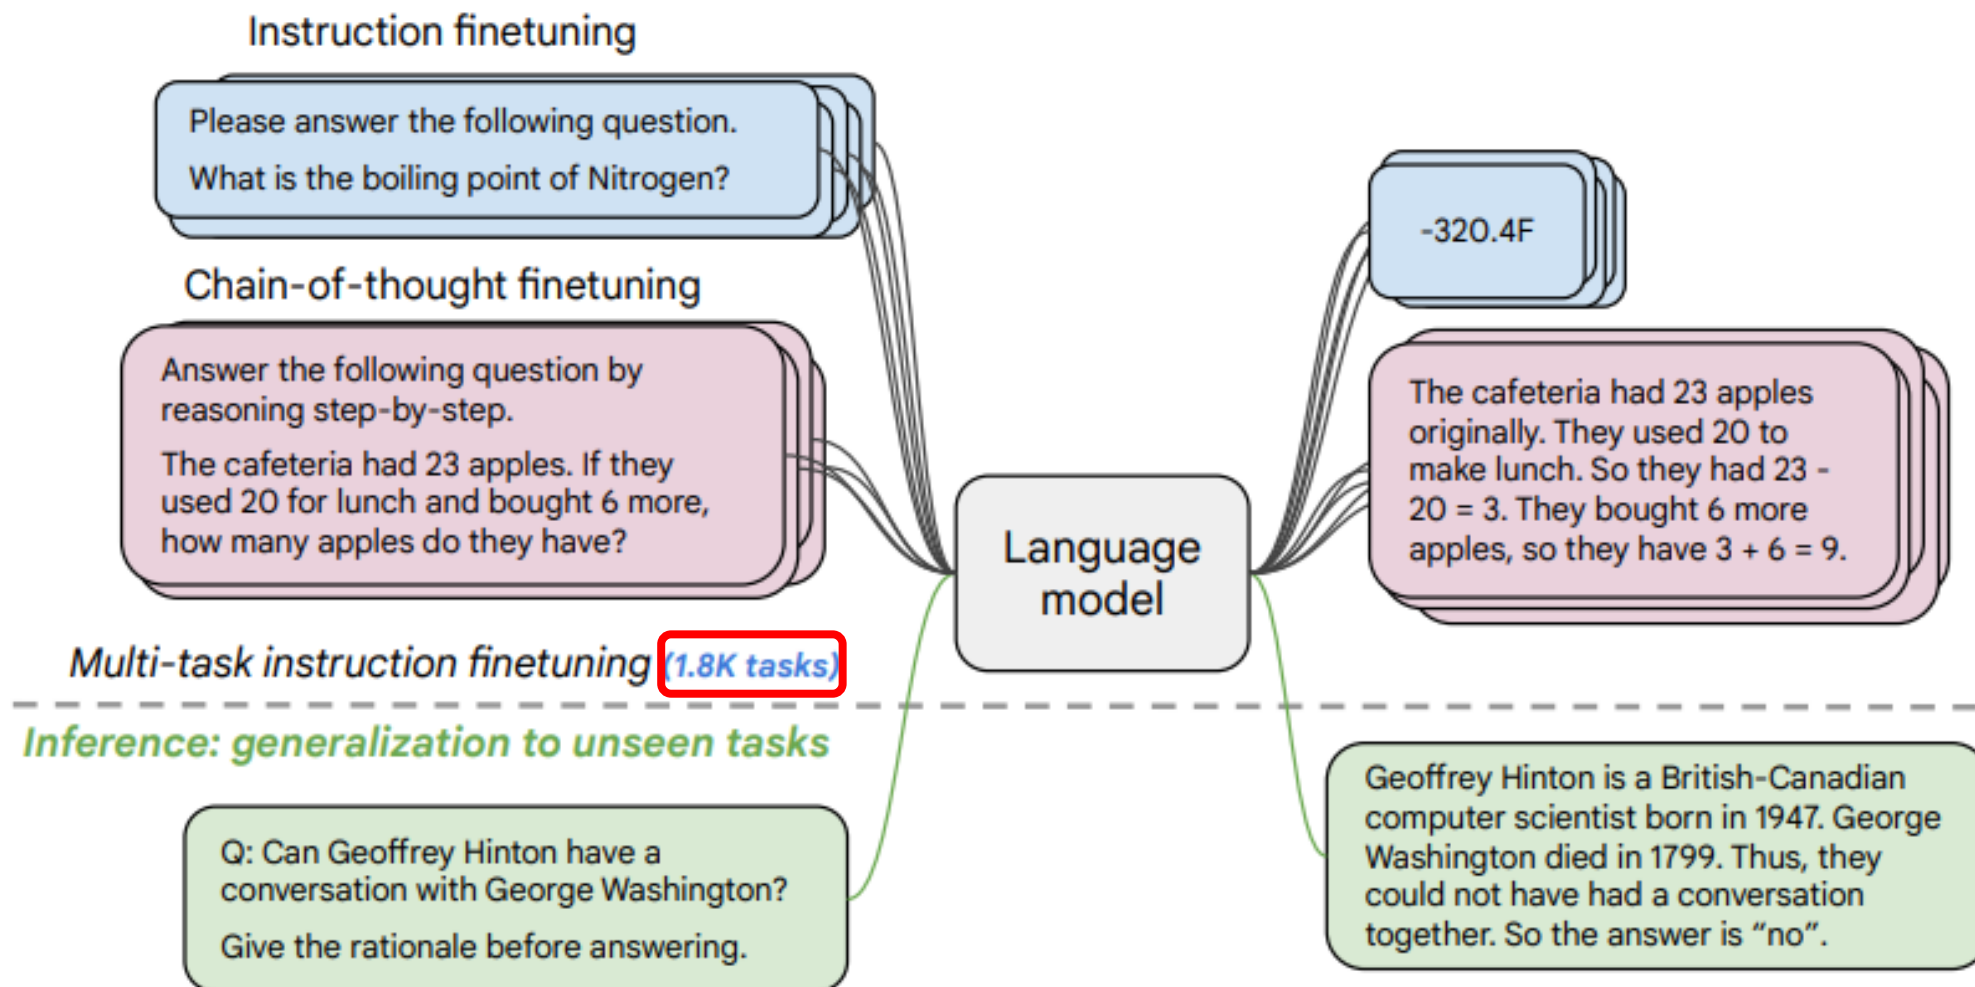 Instruction finetuning
Please answer the following question.
What is the boiling point of Nitrogen?
Chain-of-thought finetuning
Answer the following question by
reasoning step-by-step.
The cafeteria had 23 apples. If they
used 20 for lunch and bought 6 more,
how many apples do they have?
Multi-task instruction finetuning (1.8K tasks)
Inference: generalization to unseen tasks
Q: Can Geoffrey Hinton have a
conversation with George Washington?
Give the rationale before answering.
Language
model
-320.4F
The cafeteria had 23 apples
originally. They used 20 to
make lunch. So they had 23 -
20 = 3. They bought 6 more
apples, so they have 3 + 6 = 9.
Geoffrey Hinton is a British-Canadian
computer scientist born in 1947. George
Washington died in 1799. Thus, they
could not have had a conversation
together. So the answer is “no”.